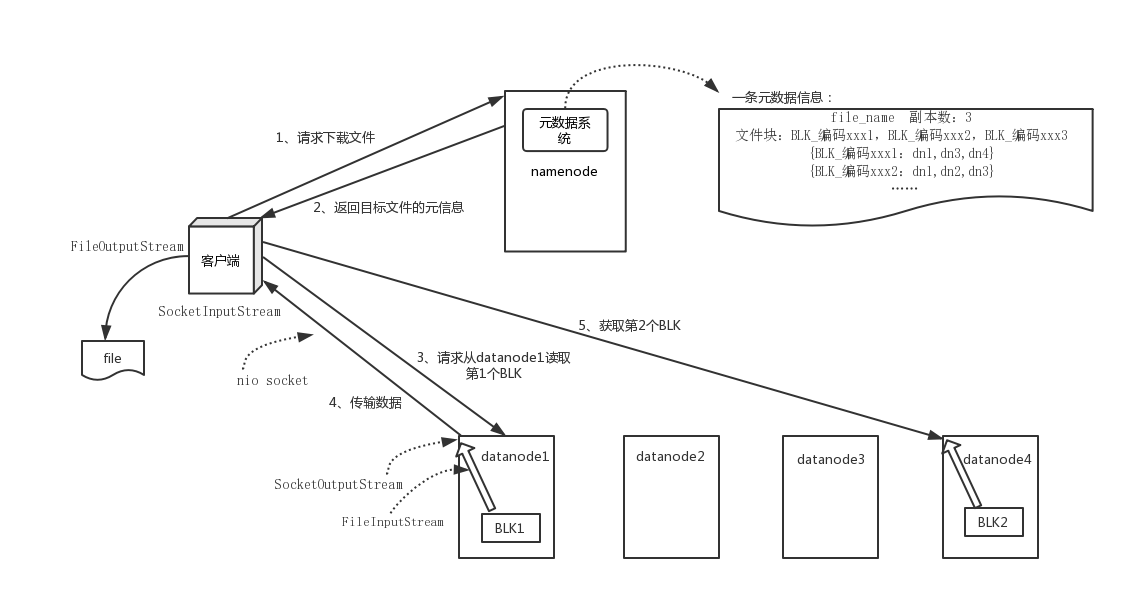 一条元数据信息：
file_name 副本数：3
文件块：BLK_编码xxx1，BLK_编码xxx2，BLK_编码xxx3
{BLK_编码xxx1：dn1,dn3,dn4}
{BLK_编码xxx2：dn1,dn2,dn3}
……
元数据系
统
namenode
1、请求下载文件
2、返回目标文件的元信息
FileOutputStream
客户端
SocketInputStream
file
nio socket
5、获取第2个BLK
3、请求从datanode1读取
第1个BLK
4、传输数据
datanode1
datanode2
datanode3
datanode4
SocketOutputStream
FileInputStream
BLK1
BLK2